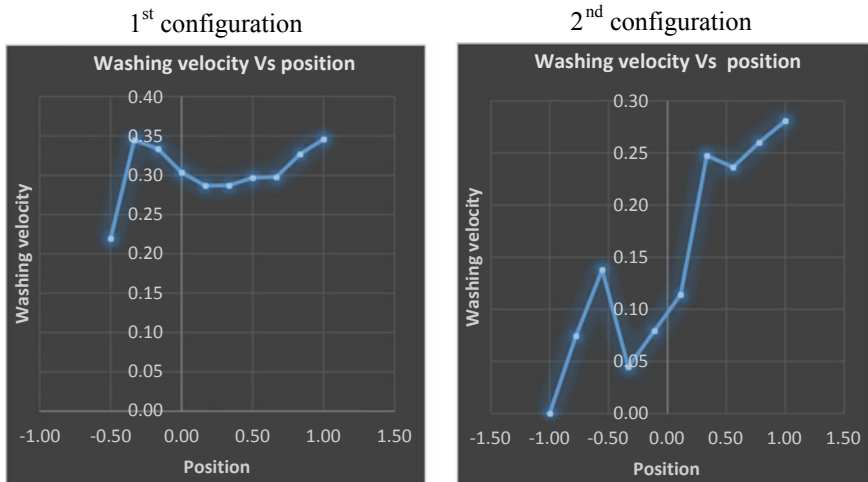 1st configuration
Washing velocity Vs position
0.40
0.35
0.30
0.25
0.20
0.15
0.10
0.05
0.00
-1.00 -0.50 0.00 0.50 1.00 1.50
Washing velocity
Position
2nd configuration
Washing velocity Vs position
0.30
0.25
0.20
0.15
0.10
0.05
0.00
-1.50 -1.00 -0.50 0.00 0.50 1.00 1.50
Washing velocity
Position